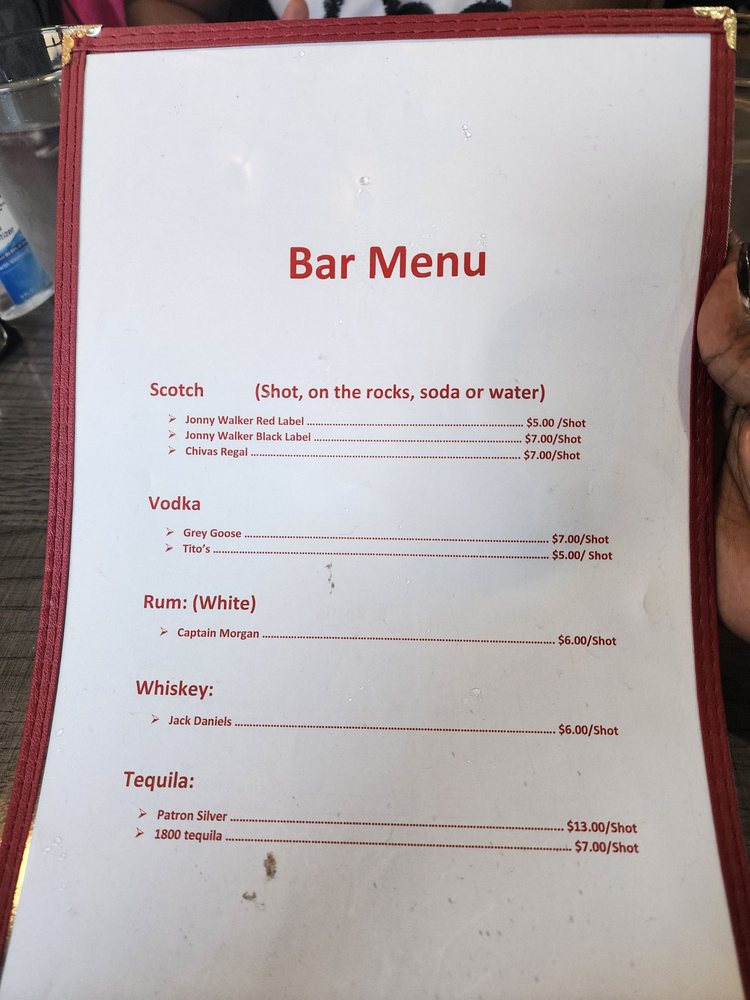 Bar Menu
Scotch (Shot, on the rocks, soda or water)
➢ Jonny Walker Red Label ........ $5.00 /Shot
➢ Jonny Walker Black Label ........ $7.00/Shot
➢ Chivas Regal ........ $7.00/Shot
Vodka
➢ Grey Goose ........ $7.00/Shot
➢ Tito's ........ $5.00/ Shot
Rum: (White)
➢ Captain Morgan ........ $6.00/Shot
Whiskey:
➢ Jack Daniels ........ $6.00/Shot
Tequila:
➢ Patron Silver ........ $13.00/Shot
➢ 1800 tequila ........ $7.00/Shot